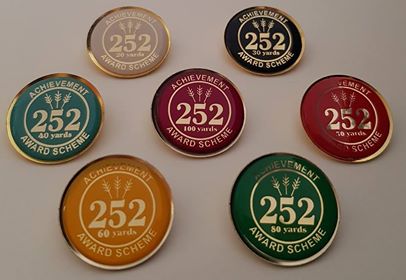 ACHIEVEMENT
252
20 yards
AWARD SCHEME
ACHIEVEMENT
252
30 yards
AWARD SCHEME
ACHIEVEMENT
252
40 yards
AWARD SCHEME
ACHIEVEMENT
252
100 yards
AWARD SCHEME
ACHIEVEMENT
252
50 yards
AWARD SCHEME
ACHIEVEMENT
252
60 yards
AWARD SCHEME
ACHIEVEMENT
252
80 yards
AWARD SCHEME